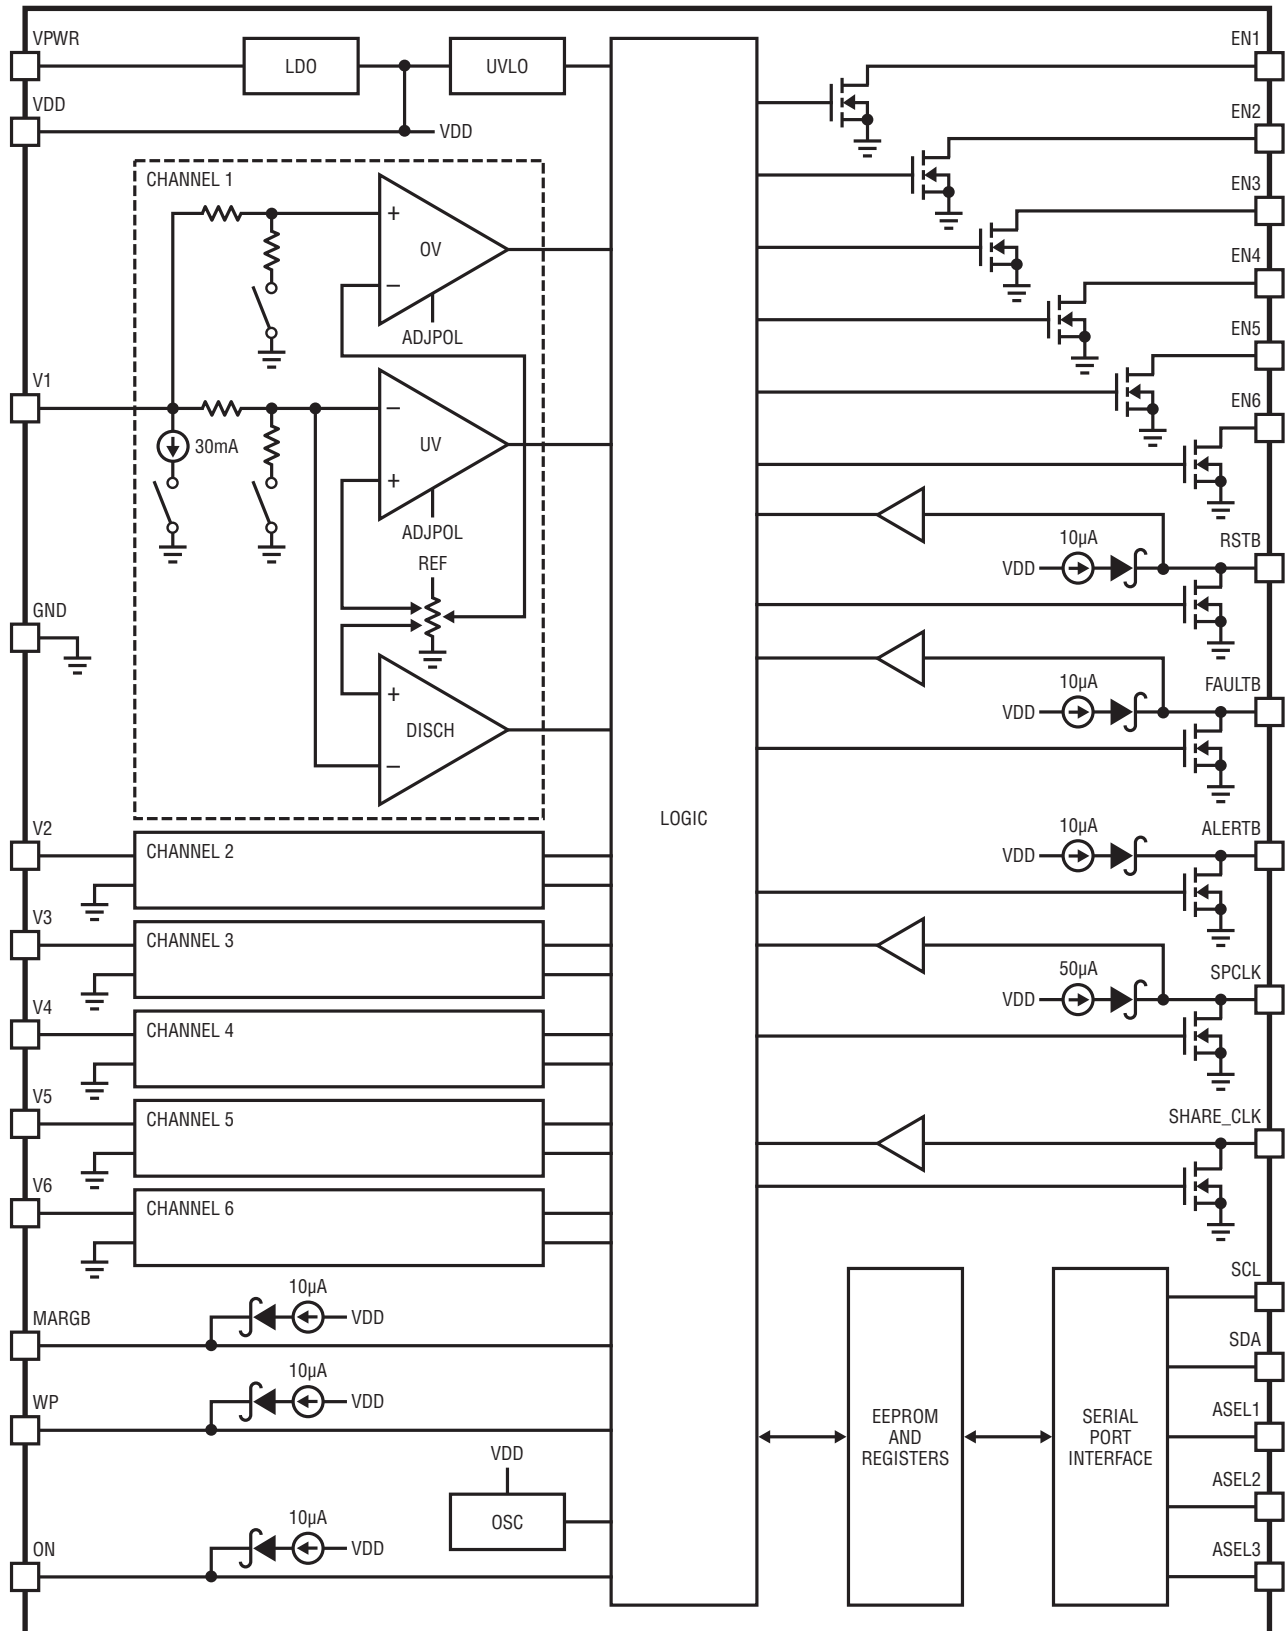 VPWR
LDO
UVLO
VDD
VDD
CHANNEL 1
+
OV
–
ADJPOL
V1
30mA
–
UV
+
ADJPOL
REF
GND
+
DISCH
–
V2
CHANNEL 2
V3
CHANNEL 3
V4
CHANNEL 4
V5
CHANNEL 5
V6
CHANNEL 6
MARGB
10µA
VDD
WP
10µA
VDD
VDD
OSC
ON
10µA
VDD
LOGIC
EN1
EN2
EN3
EN4
EN5
EN6
RSTB
10µA
VDD
FAULTB
10µA
VDD
ALERTB
10µA
VDD
SPCLK
50µA
VDD
SHARE_CLK
EEPROM
AND
REGISTERS
SERIAL
PORT
INTERFACE
SCL
SDA
ASEL1
ASEL2
ASEL3